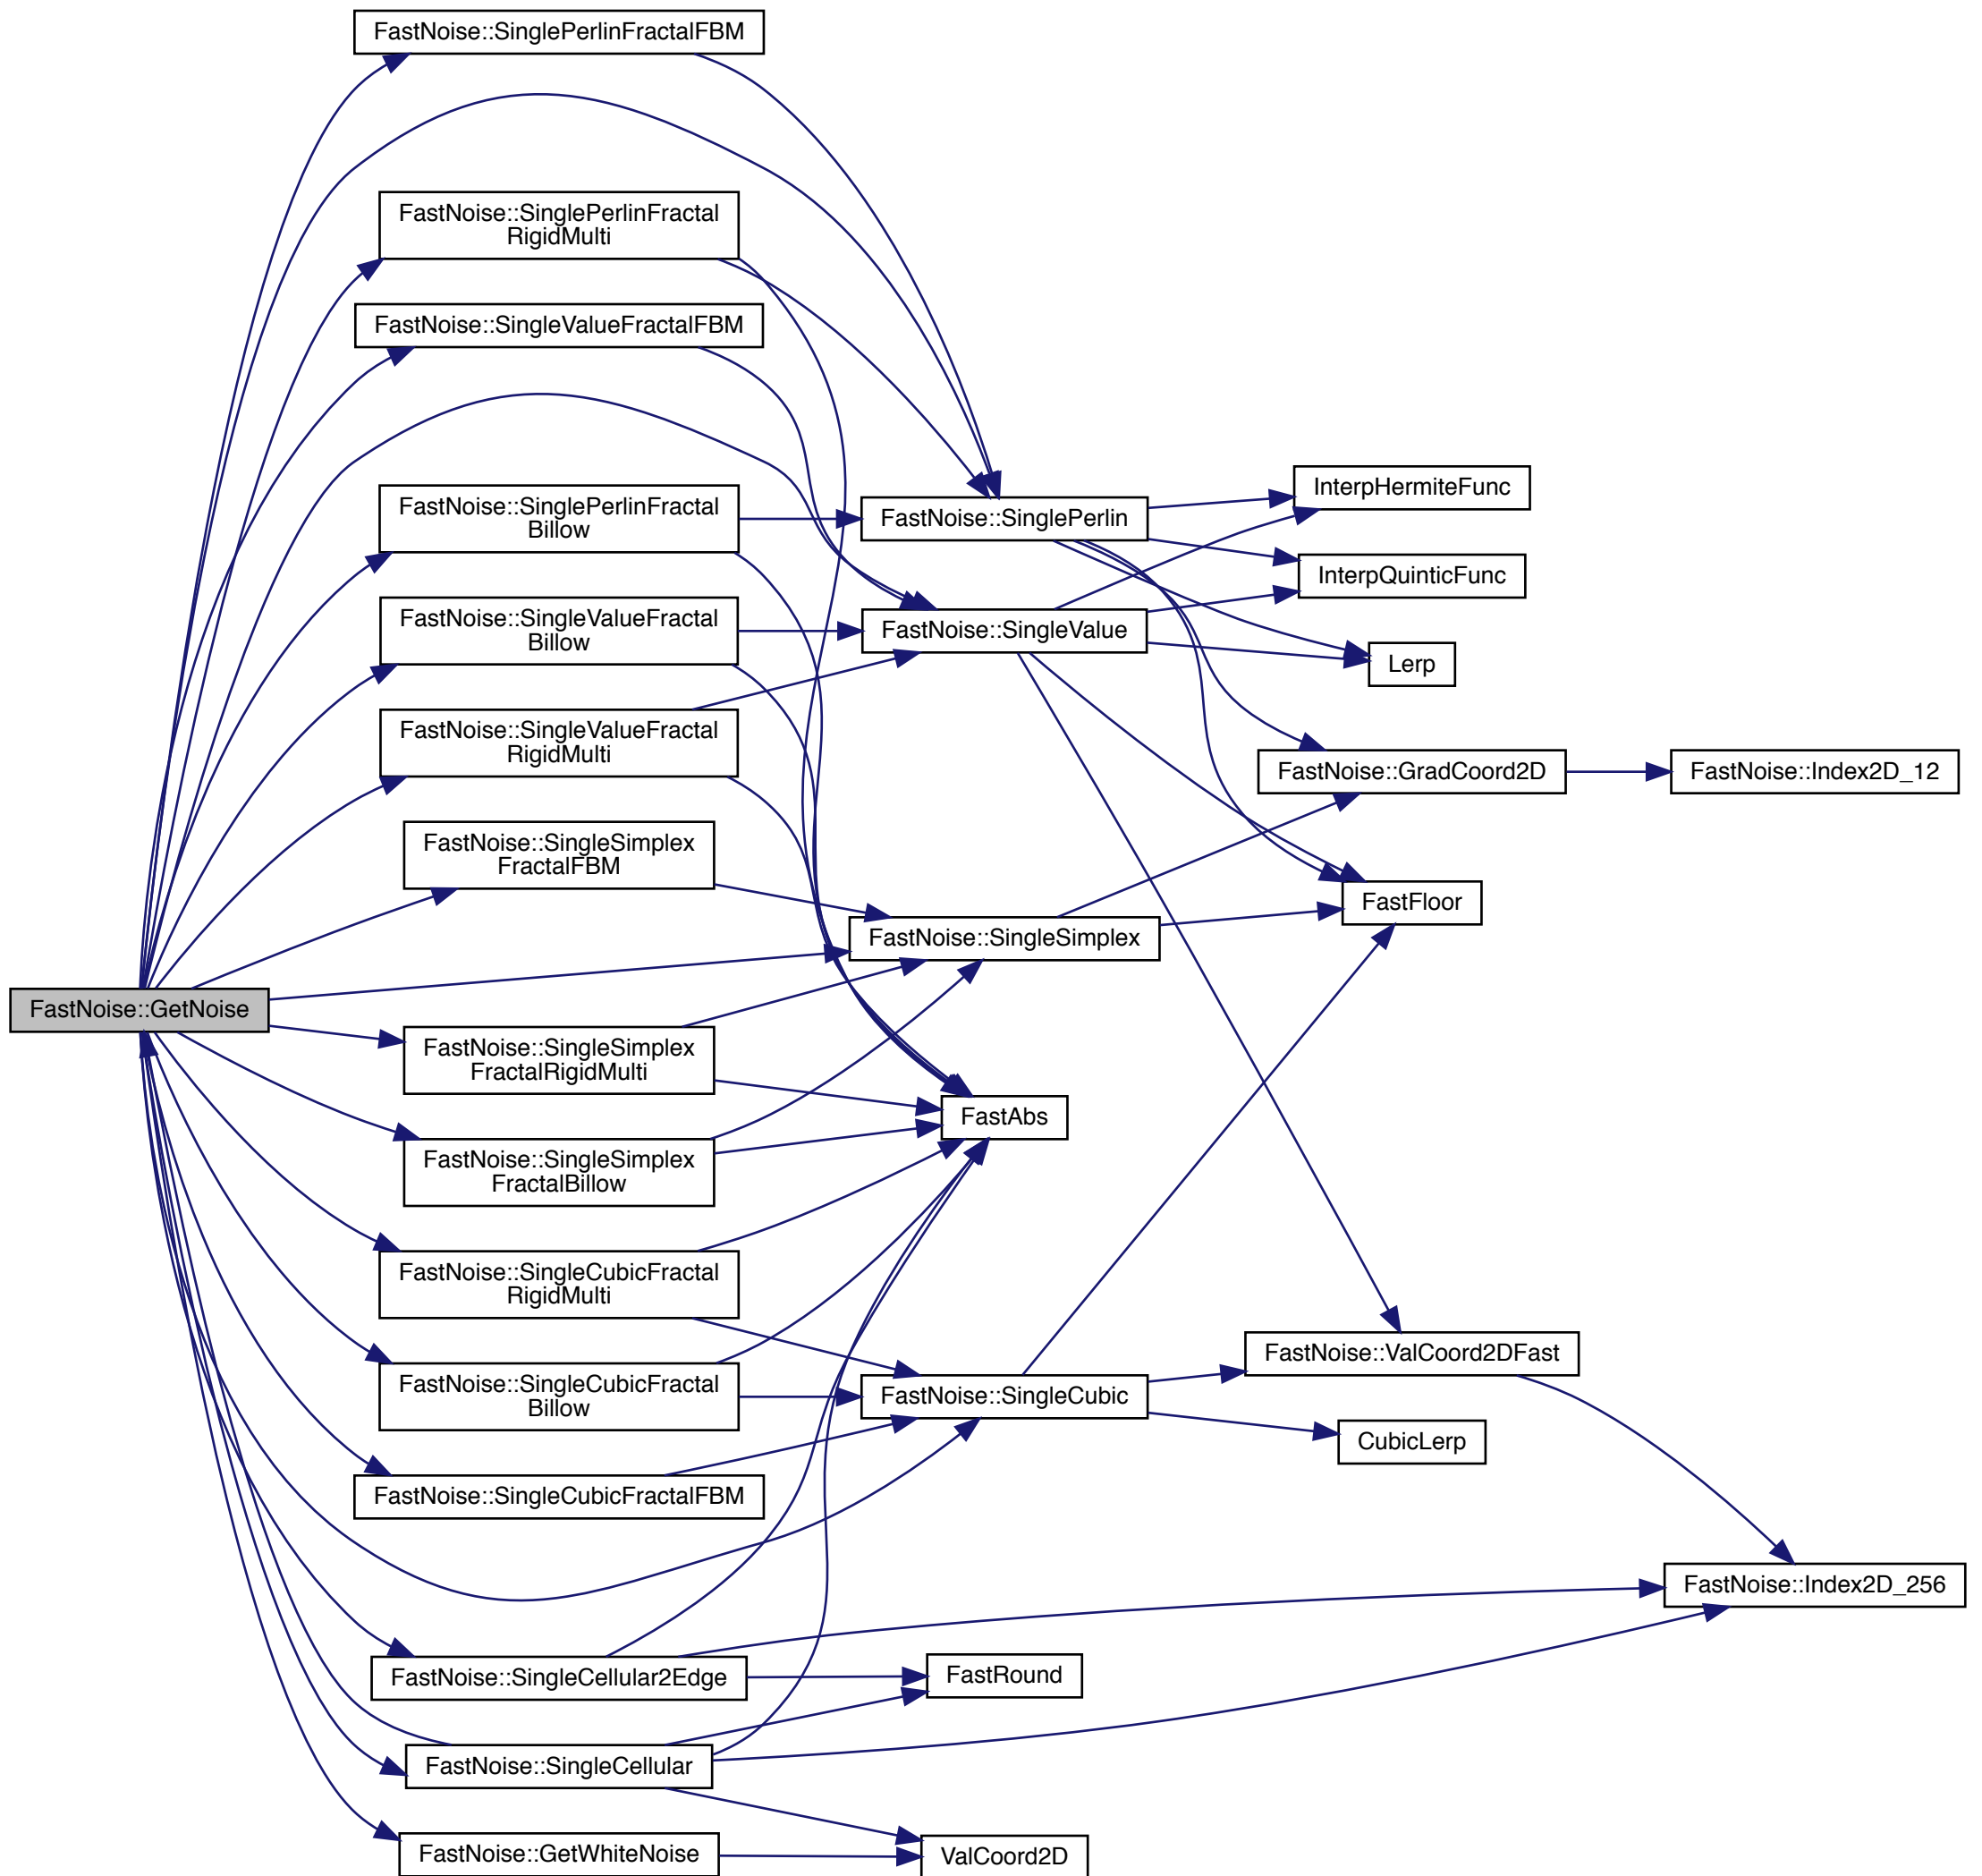 FastNoise::SinglePerlinFractalFBM
FastNoise::SinglePerlinFractal
RigidMulti
FastNoise::SingleValueFractalFBM
FastNoise::SinglePerlinFractal
Billow
FastNoise::SingleValueFractal
Billow
FastNoise::SingleValueFractal
RigidMulti
FastNoise::SingleSimplex
FractalFBM
FastNoise::GetNoise
FastNoise::SingleSimplex
FractalRigidMulti
FastNoise::SingleSimplex
FractalBillow
FastNoise::SingleCubicFractal
RigidMulti
FastNoise::SingleCubicFractal
Billow
FastNoise::SingleCubicFractalFBM
FastNoise::SingleCellular2Edge
FastNoise::SingleCellular
FastNoise::GetWhiteNoise
FastNoise::SinglePerlin
FastNoise::SingleValue
FastNoise::SingleSimplex
FastAbs
FastNoise::SingleCubic
FastRound
ValCoord2D
InterpHermiteFunc
InterpQuinticFunc
Lerp
FastNoise::GradCoord2D
FastFloor
FastNoise::ValCoord2DFast
CubicLerp
FastNoise::Index2D_12
FastNoise::Index2D_256